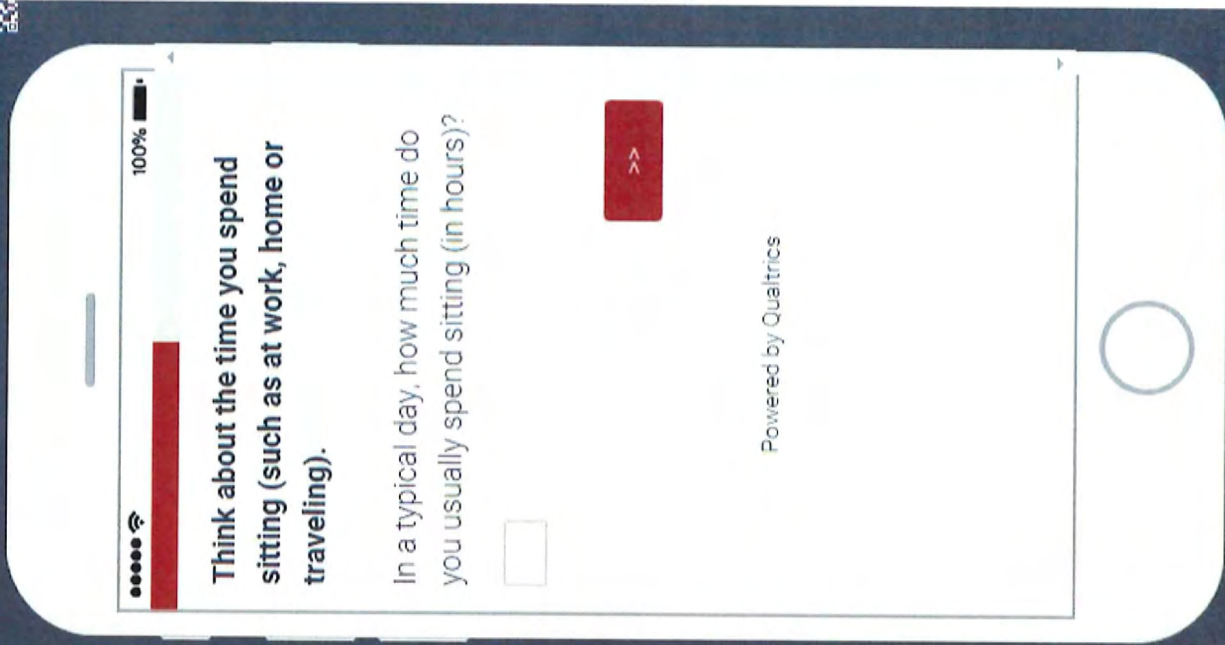 100%
Think about the time you spend
sitting (such as at work, home or
traveling).
In a typical day, how much time do
you usually spend sitting (in hours)?
>>
Powered by Qualtrics